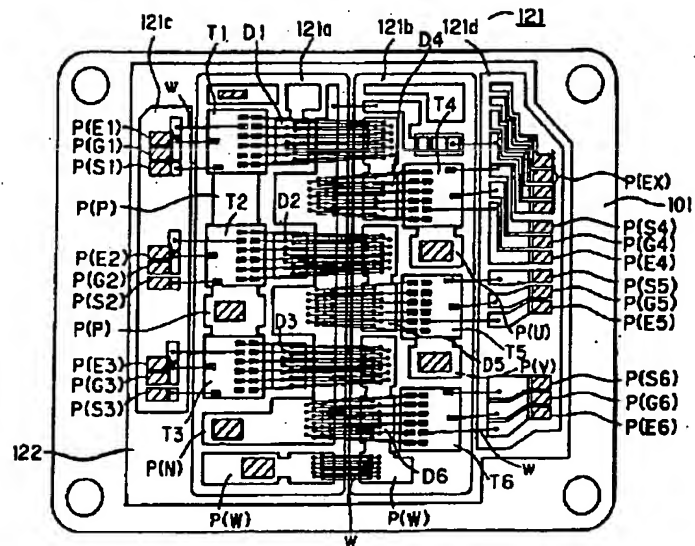 121
121c
T1
D1
121a
121b
D4
121d
w
T4
P(E1)
P(G1)
P(S1)
P(EX)
101
P(P)
T2
D2
P(S4)
P(G4)
P(E4)
P(E2)
P(G2)
P(S2)
P(S5)
P(G5)
P(E5)
P(U)
P(P)
D3
T5
D5
P(V)
P(E3)
P(G3)
P(S3)
P(S6)
P(G6)
P(E6)
T3
122
P(N)
D6
w
T6
P(W)
P(W)
w